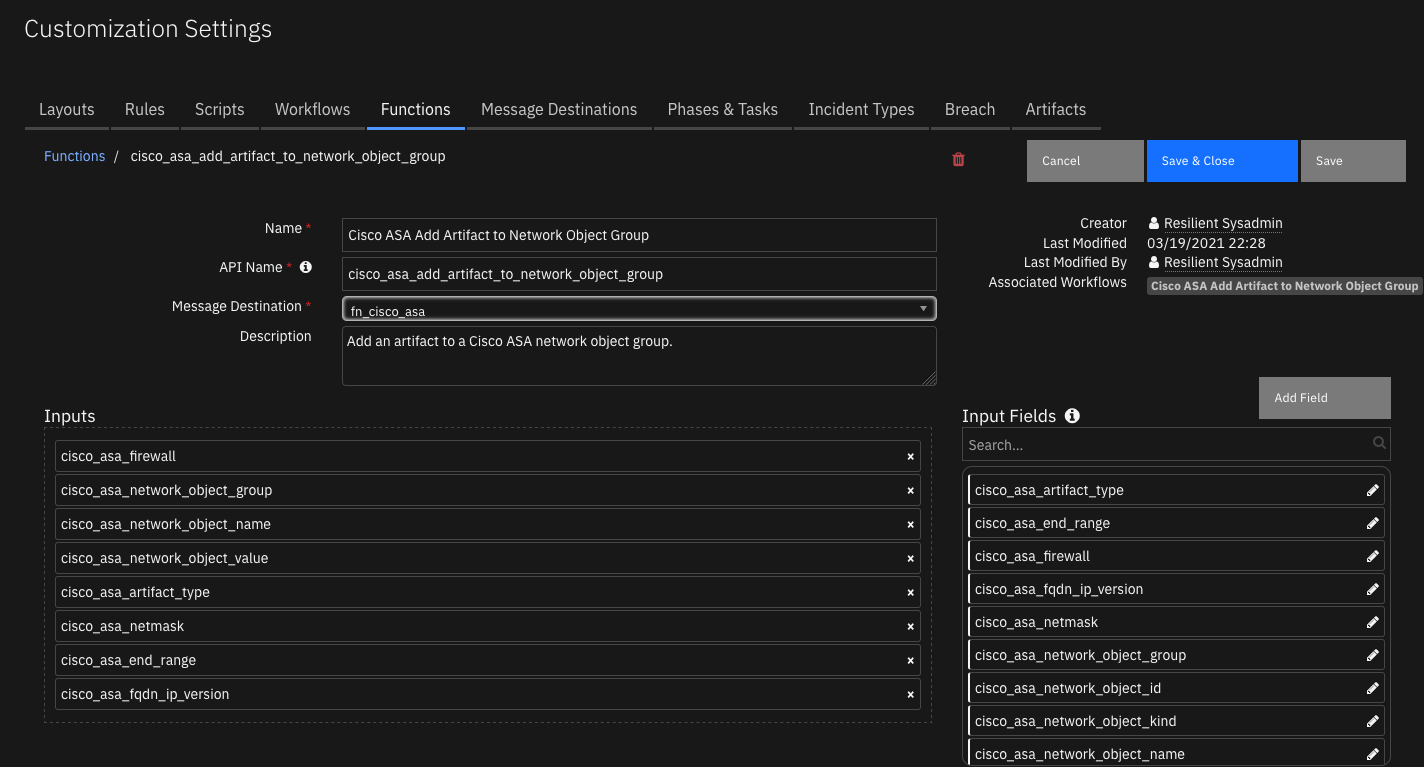 Customization Settings
Layouts Rules Scripts Workflows Functions Message Destinations Phases & Tasks Incident Types Breach Artifacts
Functions / cisco_asa_add_artifact_to_network_object_group
Cancel Save & Close Save
Name * Cisco ASA Add Artifact to Network Object Group
API Name * cisco_asa_add_artifact_to_network_object_group
Message Destination * fn_cisco_asa
Description Add an artifact to a Cisco ASA network object group.
Creator Resilient Sysadmin
Last Modified 03/19/2021 22:28
Last Modified By Resilient Sysadmin
Associated Workflows Cisco ASA Add Artifact to Network Object Group
Inputs
cisco_asa_firewall ×
cisco_asa_network_object_group ×
cisco_asa_network_object_name ×
cisco_asa_network_object_value ×
cisco_asa_artifact_type ×
cisco_asa_netmask ×
cisco_asa_end_range ×
cisco_asa_fqdn_ip_version ×
Add Field
Input Fields
Search...
cisco_asa_artifact_type
cisco_asa_end_range
cisco_asa_firewall
cisco_asa_fqdn_ip_version
cisco_asa_netmask
cisco_asa_network_object_group
cisco_asa_network_object_id
cisco_asa_network_object_kind
cisco_asa_network_object_name